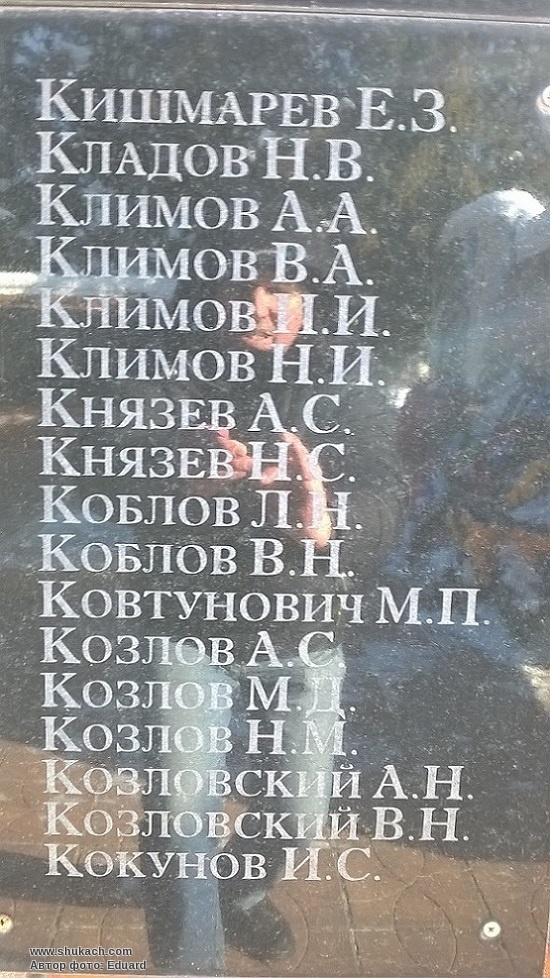 Кишмарев Е.З.
Кладов Н.В.
Климов А.А.
Климов В.А.
Климов И.И.
Климов Н.И.
Князев А.С.
Князев Н.С.
Коблов Л.Н.
Коблов В.Н.
Ковтунович М.П.
Козлов А.С.
Козлов М.Д.
Козлов Н.М.
Козловский А.Н.
Козловский В.Н.
Кокунов И.С.
www.shukach.com
Автор фото: Eduard